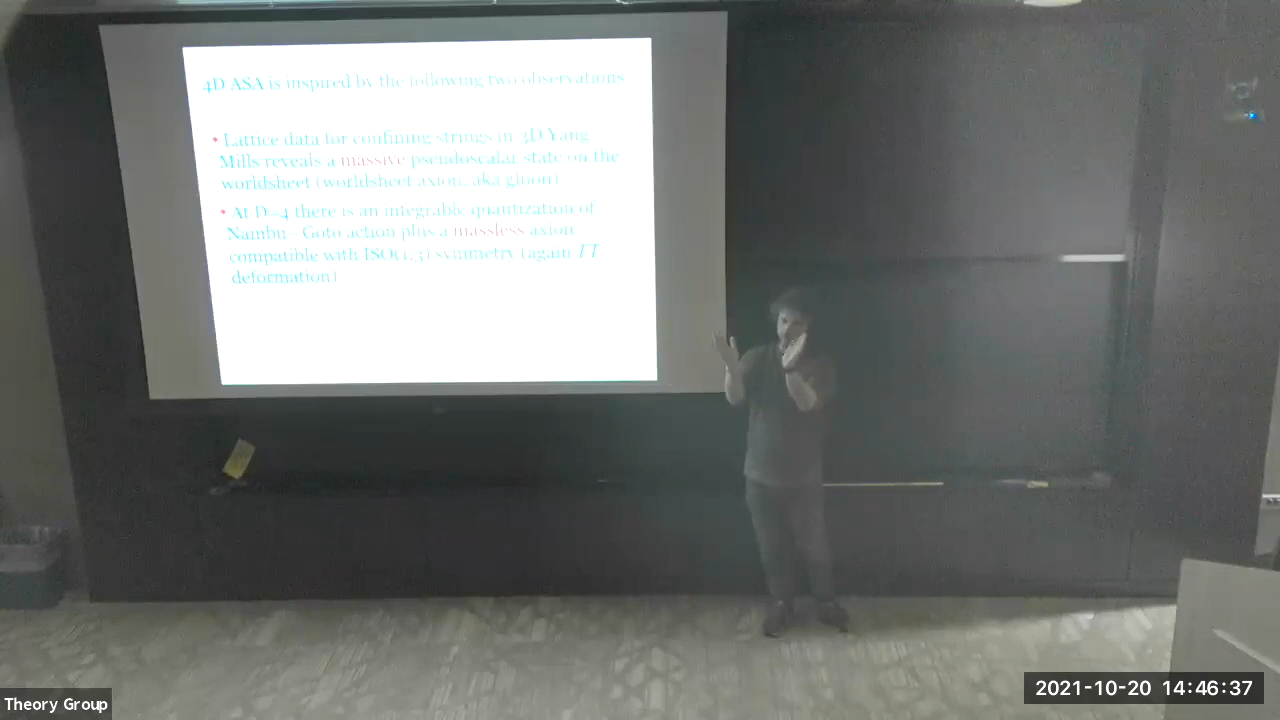 4D ASA is inspired by the following two observations
• Lattice data for confining strings in 3D Yang
Mills reveals a massive pseudoscalar state on the
worldsheet (worldsheet axion, aka gluon)
• At D=4 there is an integrable quantization of
Nambu—Goto action plus a massless axion
compatible with ISO(1,3) symmetry (again TT
deformation)
Theory Group
2021-10-20 14:46:37